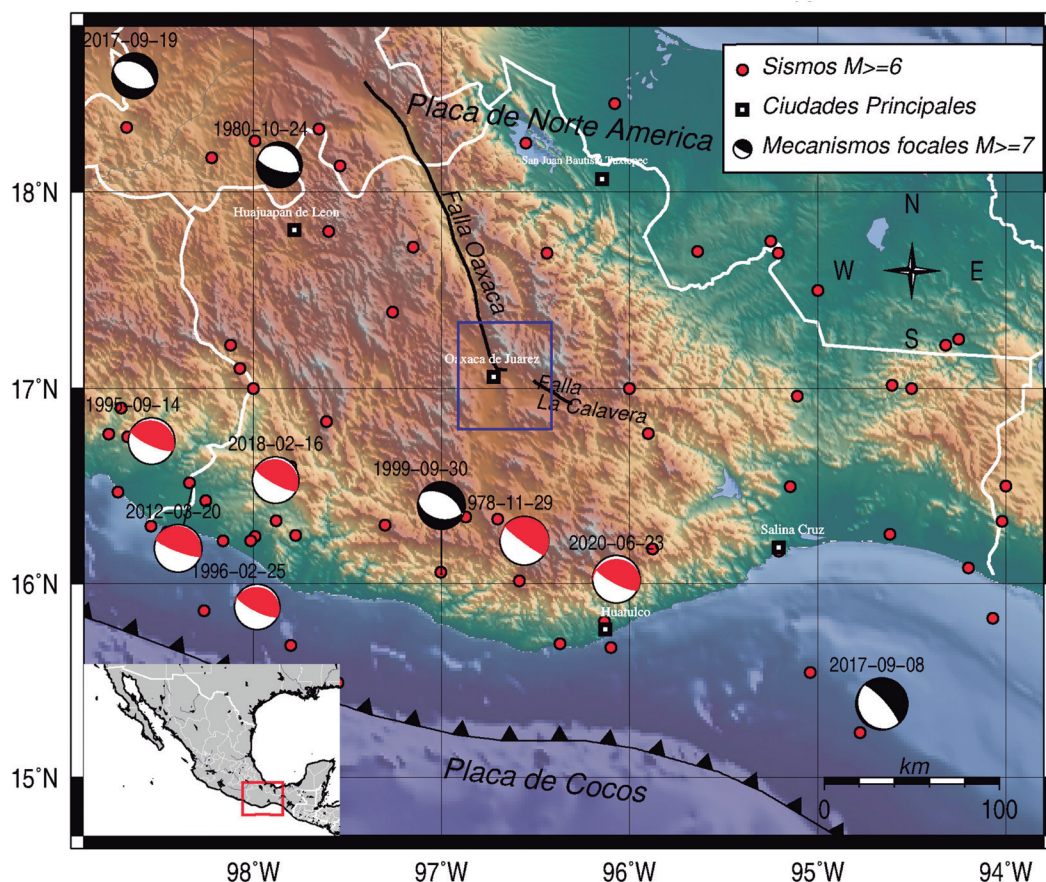 2017-09-19
Sismos M>=6
Placa de
Norte America
Ciudades Principales
1980-10-24
San Juan Bautista Tuxtepec
Mecanismos focales M>=7
18°N
Huajuapan de Leon
Falla Oaxaca
N
W
E
S
Oaxaca de Juarez
17°N
Falla
La Calavera
1995-09-14
2018-02-16
1999-09-30
978-11-29
2012-03-20
Salina Cruz
2020-06-23
16°N
1996-02-25
Huatulco
2017-09-08
15°N
Placa de Cocos
km
0
100
98°W
97°W
96°W
95°W
94°W